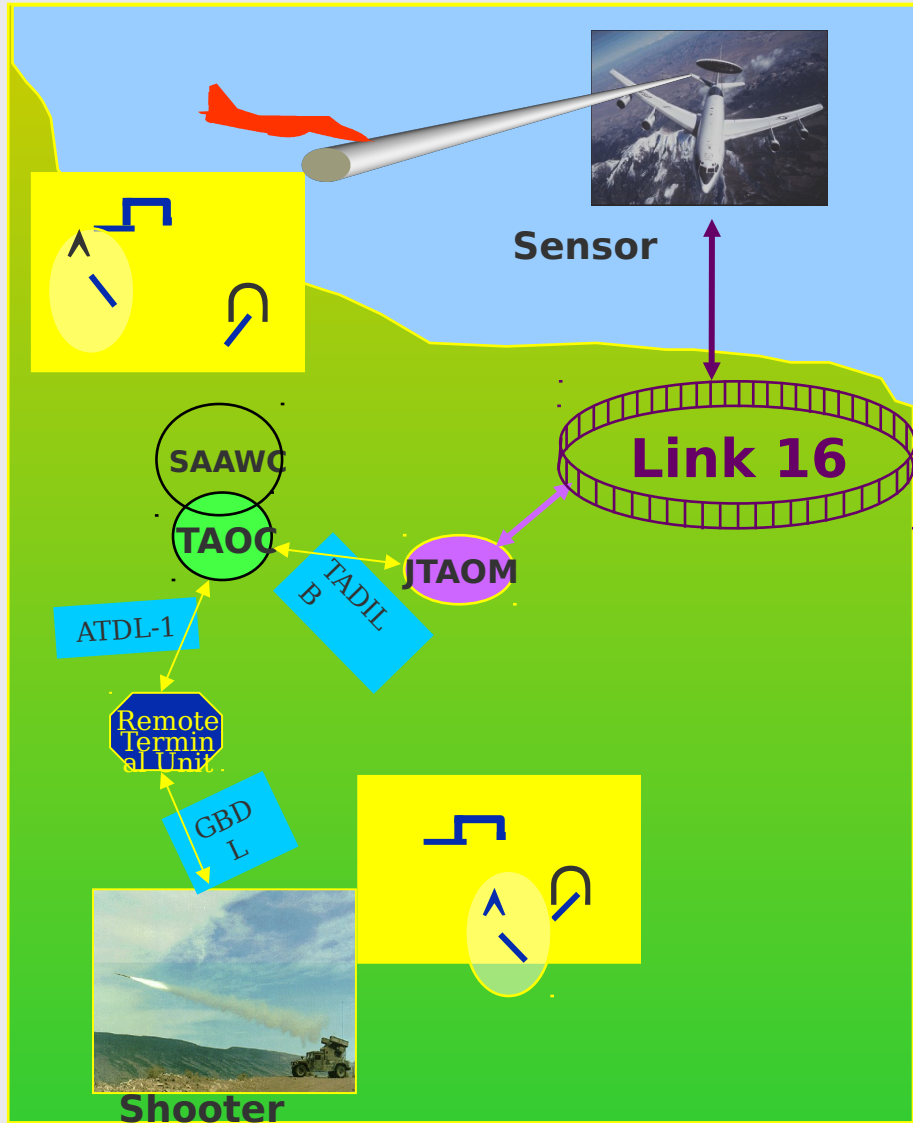 Sensor
Link 16
SAAWC
TAOC
JTAOM
TADIL
B
ATDL-1
Remote
Termin
al Unit
GBD
L
Shooter